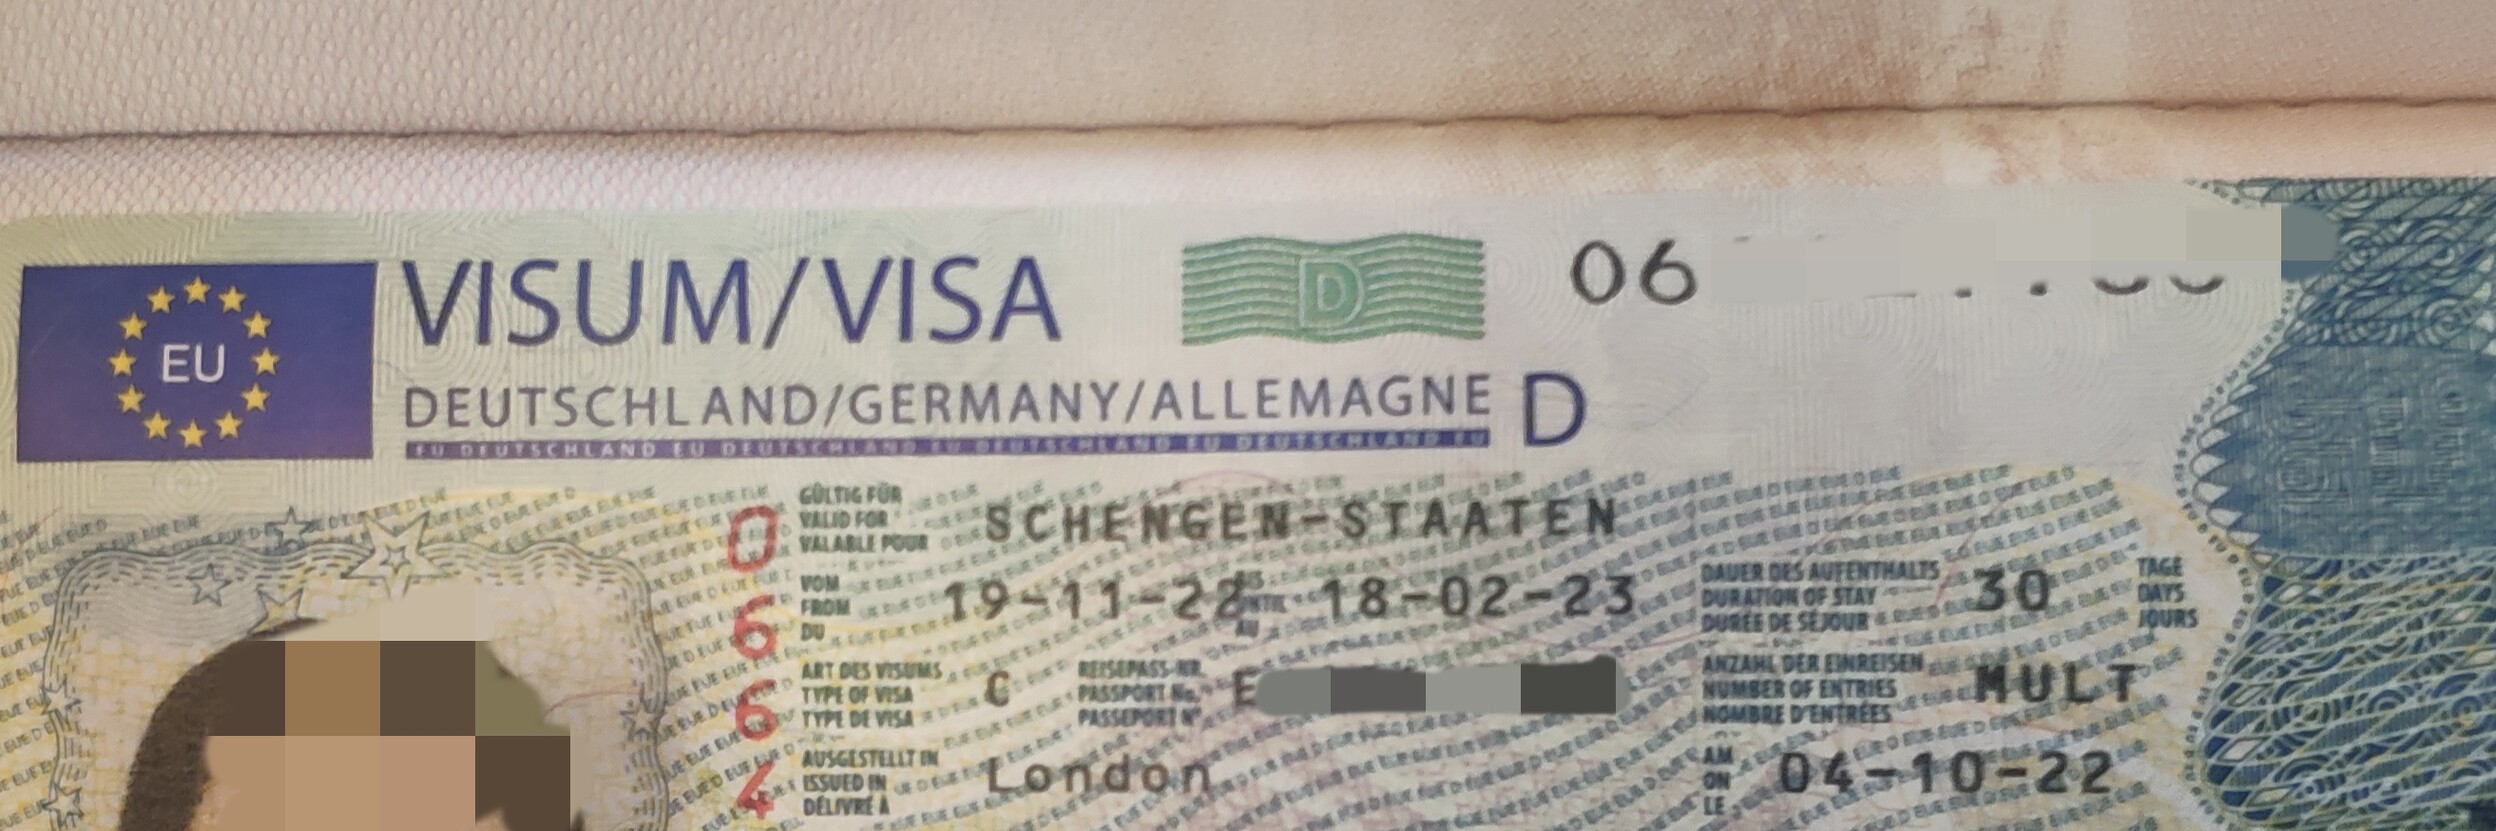 EU
VISUM/VISA
D
06
DEUTSCHLAND/GERMANY/ALLEMAGNE D
EU DEUTSCHLAND EU DEUTSCHLAND EU DEUTSCHLAND EU DEUTSCHLAND EU
GÜLTIG FÜR
VALID FOR
VALABLE POUR
SCHENGEN-STAATEN
VOM
FROM
DU
19-11-22
BIS
UNTIL
AU
18-02-23
DAUER DES AUFENTHALTS
DURATION OF STAY
DURÉE DE SÉJOUR
30
TAGE
DAYS
JOURS
ART DES VISUMS
TYPE OF VISA
TYPE DE VISA
C
REISEPASS-NR.
PASSPORT No.
PASSEPORT N°
E
ANZAHL DER EINREISEN
NUMBER OF ENTRIES
NOMBRE D'ENTRÉES
MULT
AUSGESTELLT IN
ISSUED IN
DÉLIVRÉ À
London
AM
ON
LE
04-10-22
0
6
6
4